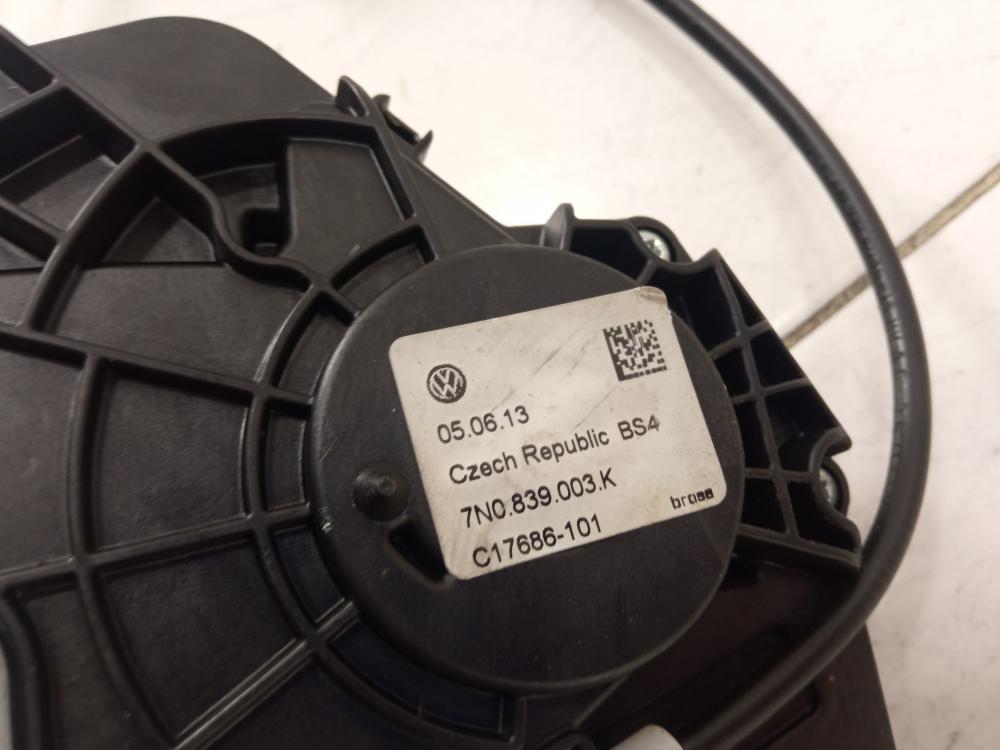 05.06.13
Czech Republic BS4
7N0.839.003.K
brose
C17686-101